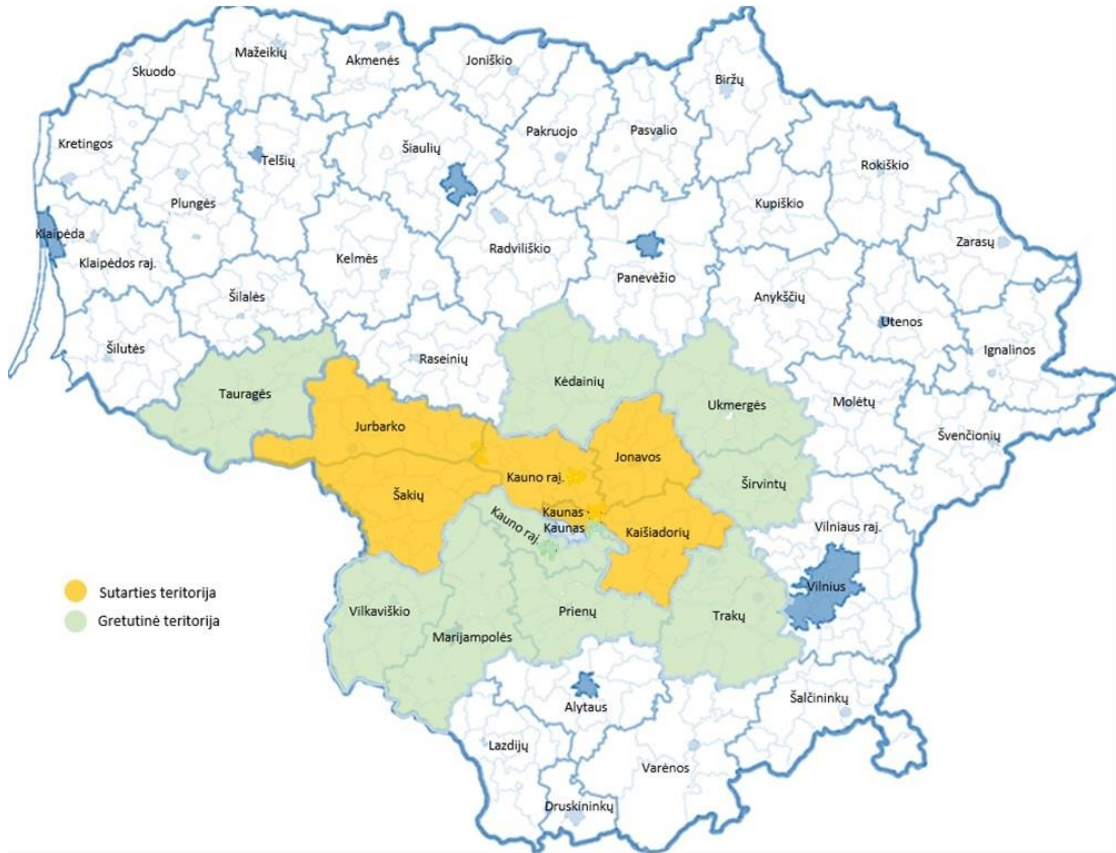 Skuodo
Mažeikių
Akmenės
Joniškio
Biržų
Kretingos
Telšių
Šiaulių
Pakruojo
Pasvalio
Rokiškio
Plungės
Kupiškio
Klaipėda
Klaipėdos raj.
Kelmės
Radviliškio
Panevėžio
Zarasų
Šilalės
Anykščių
Utenos
Šilutės
Raseinių
Ignalinos
Tauragės
Kėdainių
Ukmergės
Molėtų
Jurbarko
Švenčionių
Jonavos
Kauno raj.
Širvintų
Šakių
Kaunas
Kaunas
Kauno raj.
Kaišiadorių
Vilniaus raj.
Vilnius
Sutarties teritorija
Gretutinė teritorija
Vilkaviškio
Marijampolės
Prienų
Trakų
Alytaus
Šalčininkų
Lazdijų
Varėnos
Druskininkų